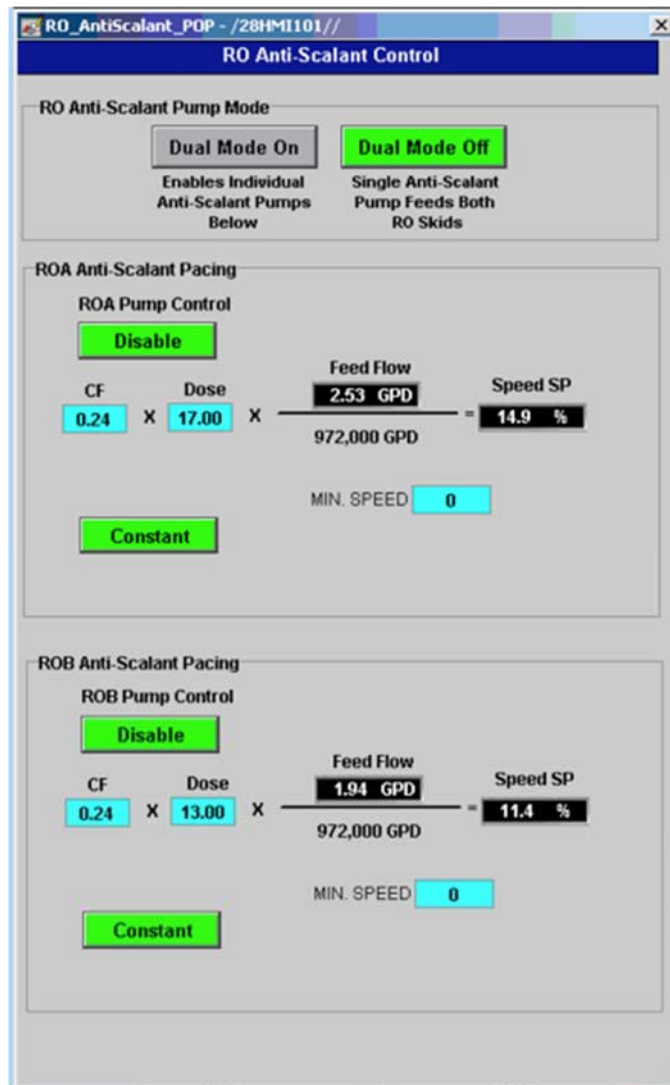 RO_AntiScalant_POP - /28HMI101//
RO Anti-Scalant Control
RO Anti-Scalant Pump Mode
Dual Mode On
Dual Mode Off
Enables Individual
Anti-Scalant Pumps
Below
Single Anti-Scalant
Pump Feeds Both
RO Skids
ROA Anti-Scalant Pacing
ROA Pump Control
Disable
CF
Dose
Feed Flow
Speed SP
0.24 X 17.00 X
2.53 GPD
972,000 GPD
= 14.9 %
MIN. SPEED 0
Constant
ROB Anti-Scalant Pacing
ROB Pump Control
Disable
CF
Dose
Feed Flow
Speed SP
0.24 X 13.00 X
1.94 GPD
972,000 GPD
= 11.4 %
MIN. SPEED 0
Constant